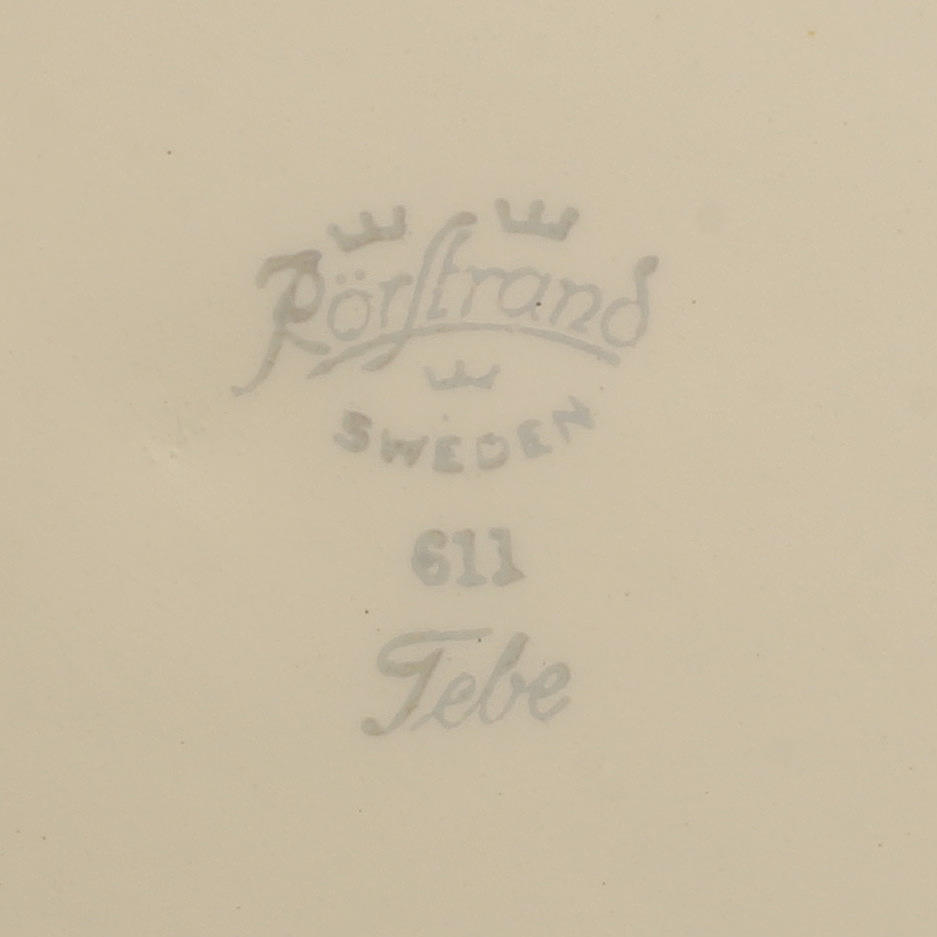 Rörstrand
SWEDEN
611
Tebe